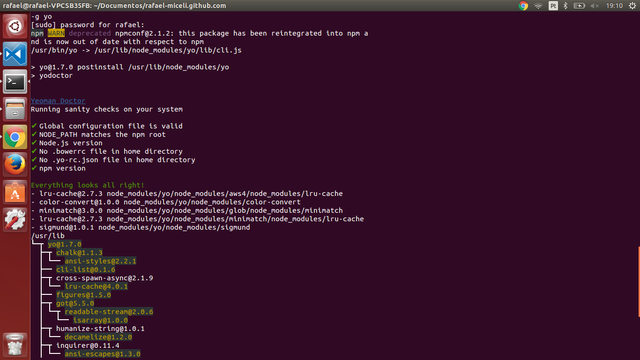 rafael@rafael-VPCSB35FB: ~/Documentos/rafael-miceli.github.com
Pt
19:10
-g yo
[sudo] password for rafael:
npm WARN deprecated npmconf@2.1.2: this package has been reintegrated into npm a
nd is now out of date with respect to npm
/usr/bin/yo -> /usr/lib/node_modules/yo/lib/cli.js
> yo@1.7.0 postinstall /usr/lib/node_modules/yo
> yodoctor
Yeoman Doctor
Running sanity checks on your system
✔ Global configuration file is valid
✔ NODE_PATH matches the npm root
✔ Node.js version
✔ No .bowerrc file in home directory
✔ No .yo-rc.json file in home directory
✔ npm version
Everything looks all right!
- lru-cache@2.7.3 node_modules/yo/node_modules/aws4/node_modules/lru-cache
- color-convert@1.0.0 node_modules/yo/node_modules/color-convert
- minimatch@3.0.0 node_modules/yo/node_modules/glob/node_modules/minimatch
- lru-cache@2.7.3 node_modules/yo/node_modules/minimatch/node_modules/lru-cache
- sigmund@1.0.1 node_modules/yo/node_modules/sigmund
/usr/lib
└─┬ yo@1.7.0
  ├─┬ chalk@1.1.3
  │ └── ansi-styles@2.2.1
  ├── cli-list@0.1.6
  ├─┬ cross-spawn-async@2.1.9
  │ └── lru-cache@4.0.1
  ├── figures@1.5.0
  ├─┬ got@5.5.0
  │ └─┬ readable-stream@2.0.6
  │   └── isarray@1.0.0
  ├─┬ humanize-string@1.0.1
  │ └── decamelize@1.2.0
  ├─┬ inquirer@0.11.4
  │ ├── ansi-escapes@1.3.0